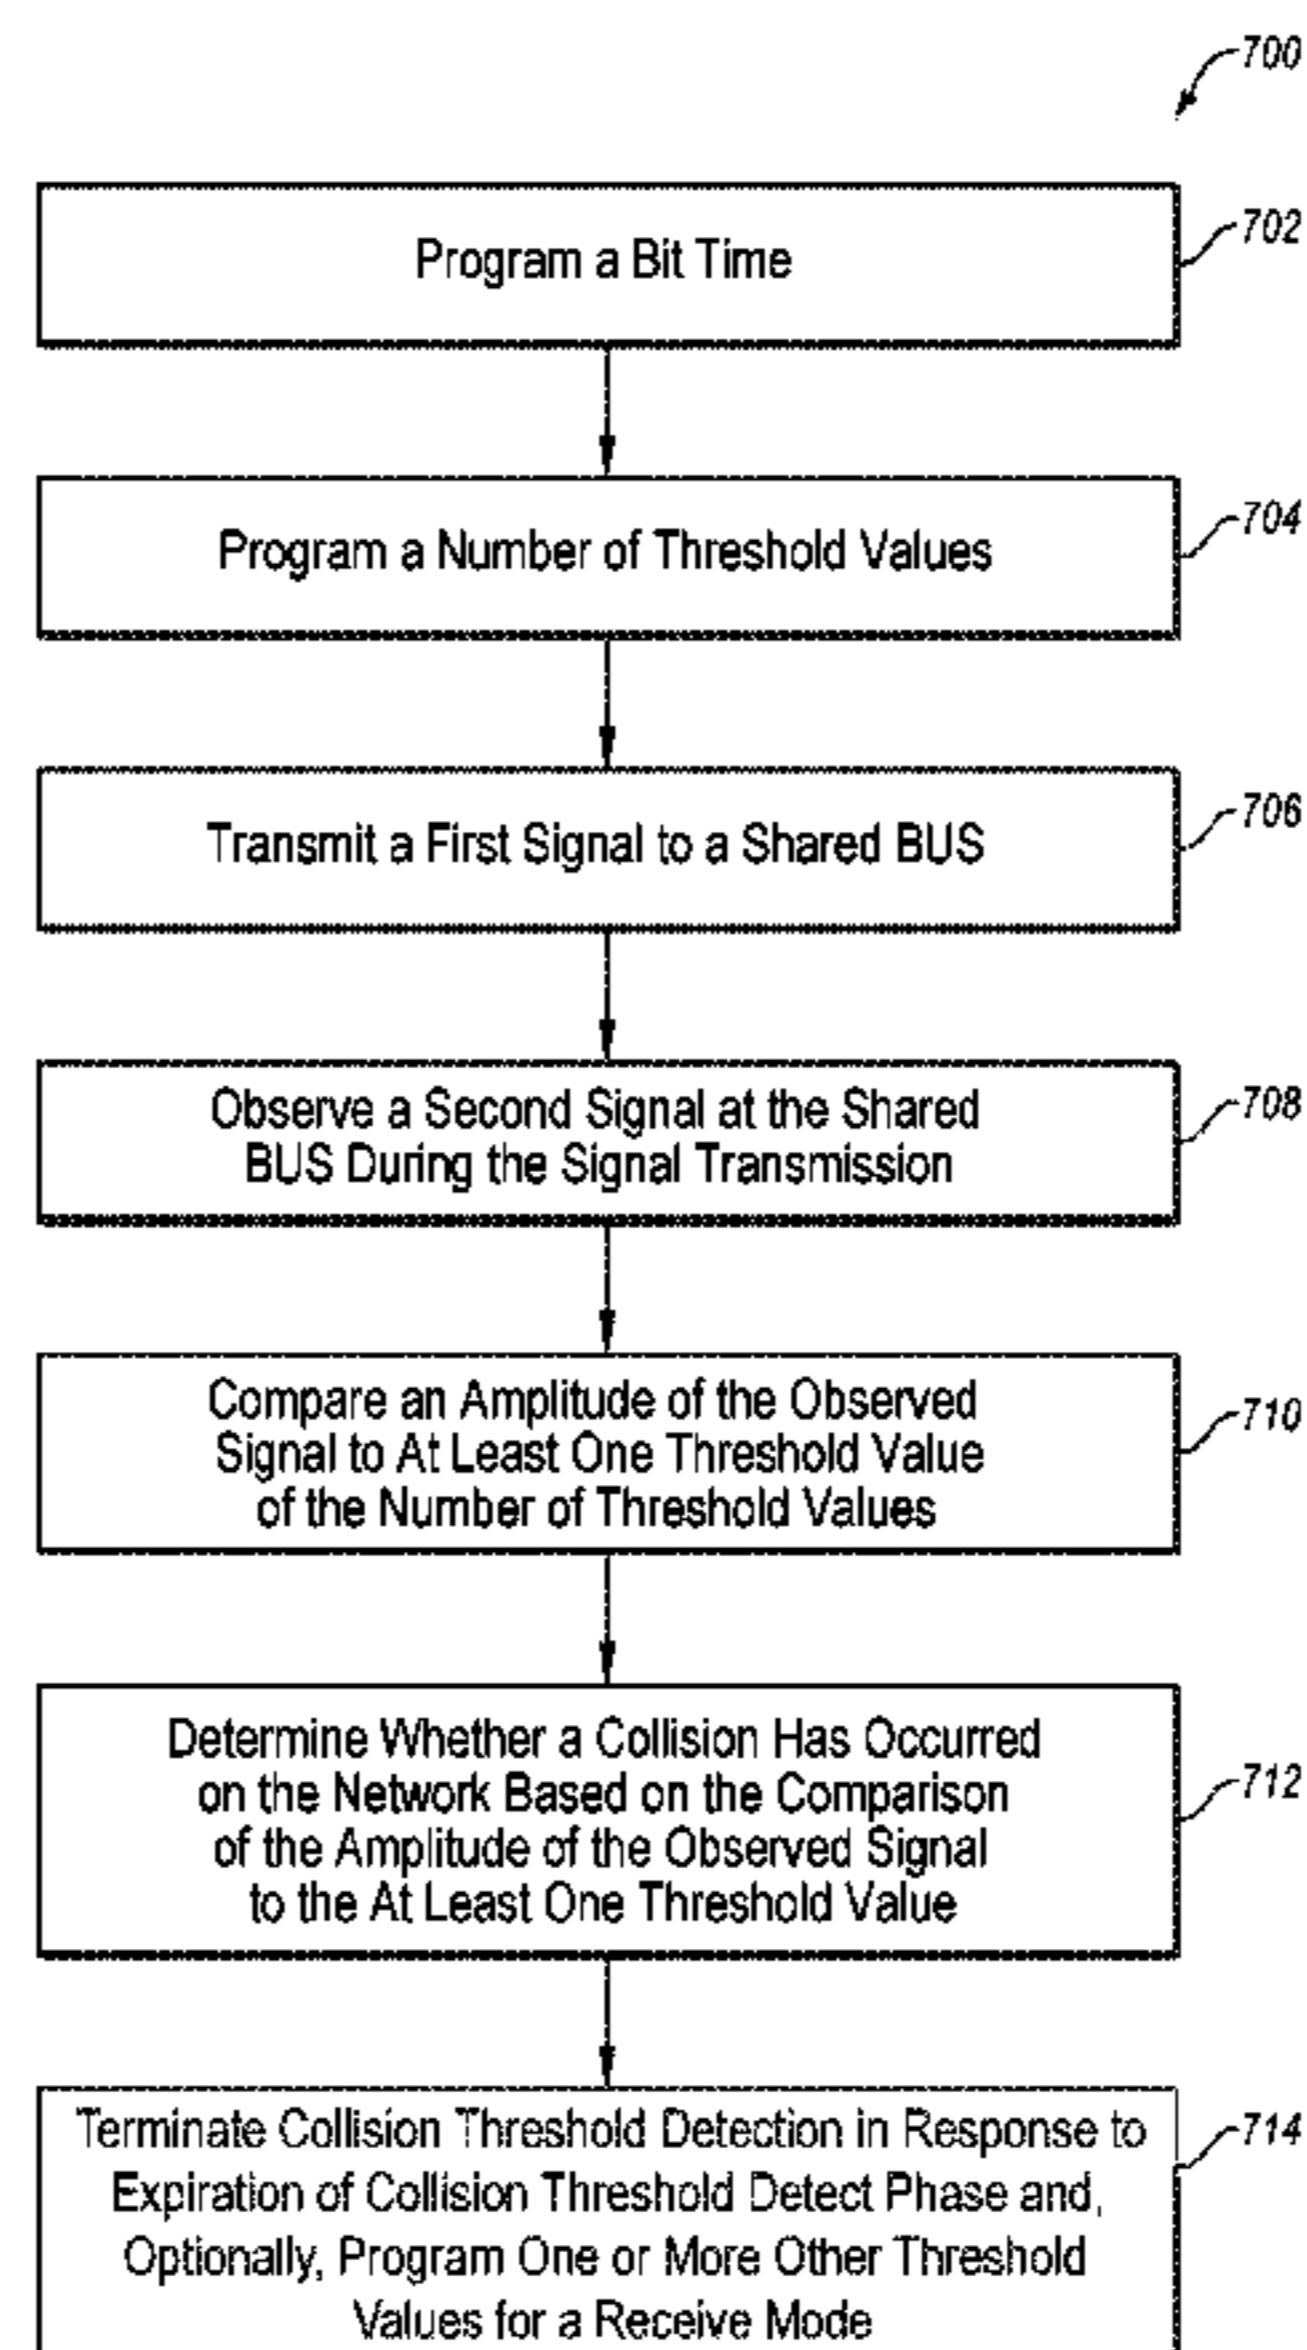 700
Program a Bit Time
702
Program a Number of Threshold Values
704
Transmit a First Signal to a Shared BUS
706
Observe a Second Signal at the Shared
BUS During the Signal Transmission
708
Compare an Amplitude of the Observed
Signal to At Least One Threshold Value
of the Number of Threshold Values
710
Determine Whether a Collision Has Occurred
on the Network Based on the Comparison
of the Amplitude of the Observed Signal
to the At Least One Threshold Value
712
Terminate Collision Threshold Detection in Response to
Expiration of Collision Threshold Detect Phase and,
Optionally, Program One or More Other Threshold
Values for a Receive Mode
714